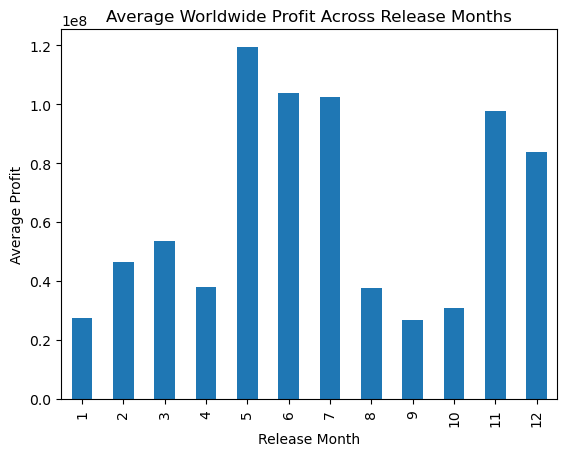 Average Worldwide Profit Across Release Months
1e8
1.2
1.0
0.8
0.6
0.4
0.2
0.0
Average Profit
1 2 3 4 5 6 7 8 9 10 11 12
Release Month